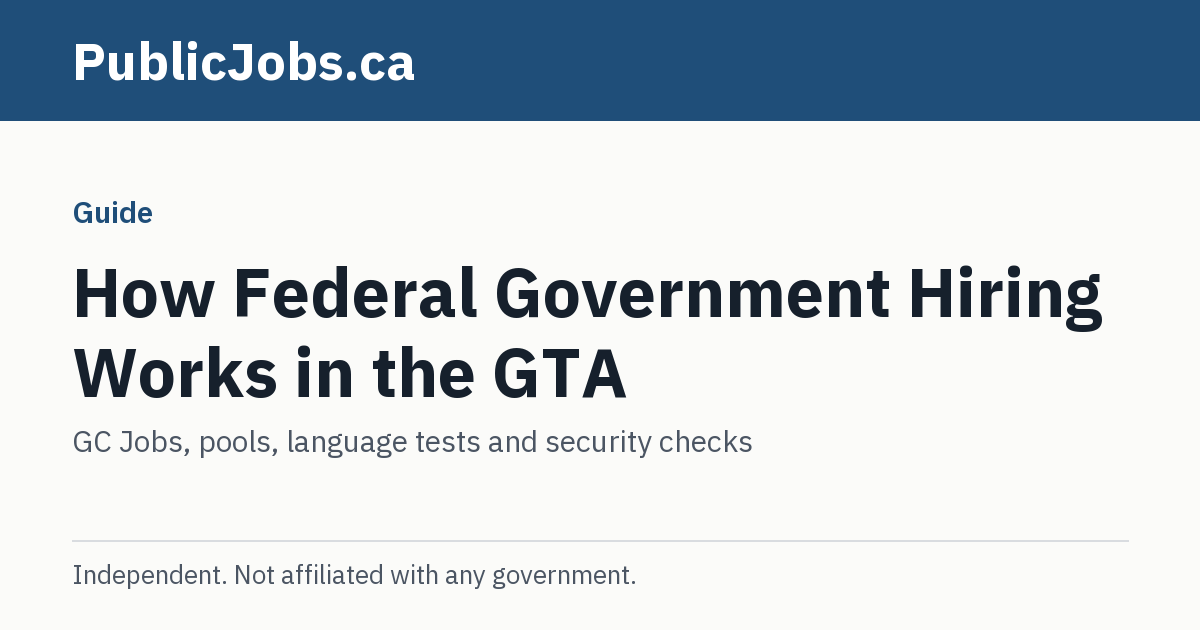 PublicJobs.ca
Guide
How Federal Government Hiring
Works in the GTA
GC Jobs, pools, language tests and security checks
Independent. Not affiliated with any government.